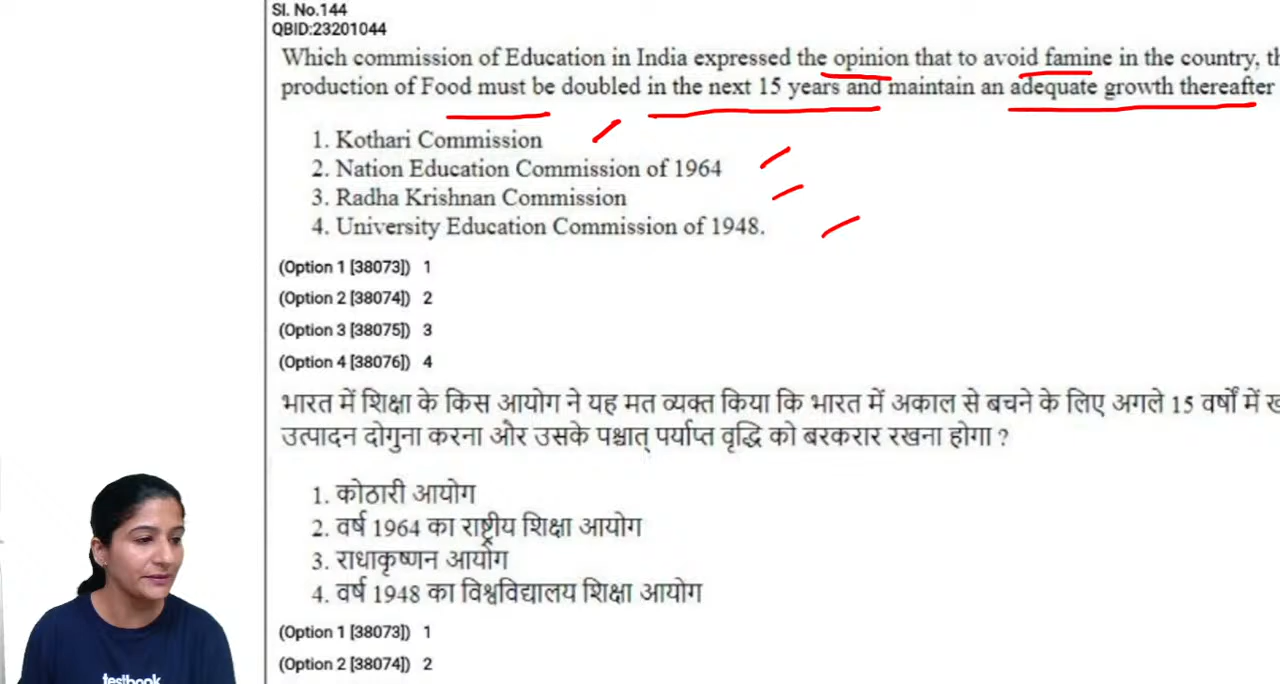 SI. No.144
QBID:23201044
Which commission of Education in India expressed the opinion that to avoid famine in the country,
production of Food must be doubled in the next 15 years and maintain an adequate growth thereafter
1. Kothari Commission
2. Nation Education Commission of 1964
3. Radha Krishnan Commission
4. University Education Commission of 1948.
(Option 1 [38073]) 1
(Option 2 [38074]) 2
(Option 3 [38075]) 3
(Option 4 [38076]) 4
भारत में शिक्षा के किस आयोग ने यह मत व्यक्त किया कि भारत में अकाल से बचने के लिए अगले 15 वर्षों में
उत्पादन दोगुना करना और उसके पश्चात् पर्याप्त वृद्धि को बरकरार रखना होगा ?
1. कोठारी आयोग
2. वर्ष 1964 का राष्ट्रीय शिक्षा आयोग
3. राधाकृष्णन आयोग
4. वर्ष 1948 का विश्वविद्यालय शिक्षा आयोग
(Option 1 [38073]) 1
(Option 2 [38074]) 2
testbook